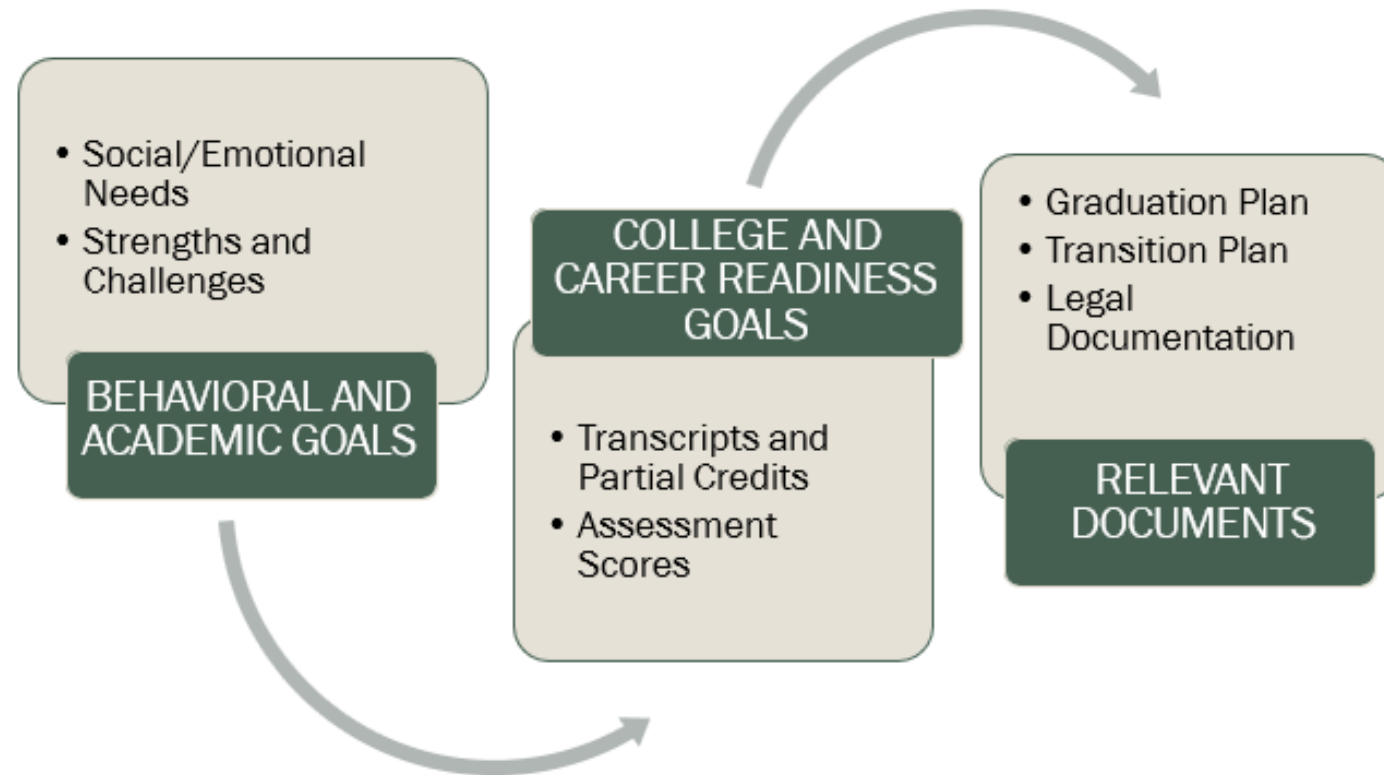 • Social/Emotional
Needs
• Strengths and
Challenges
BEHAVIORAL AND
ACADEMIC GOALS
COLLEGE AND
CAREER READINESS
GOALS
• Transcripts and
Partial Credits
• Assessment
Scores
• Graduation Plan
• Transition Plan
• Legal
Documentation
RELEVANT
DOCUMENTS